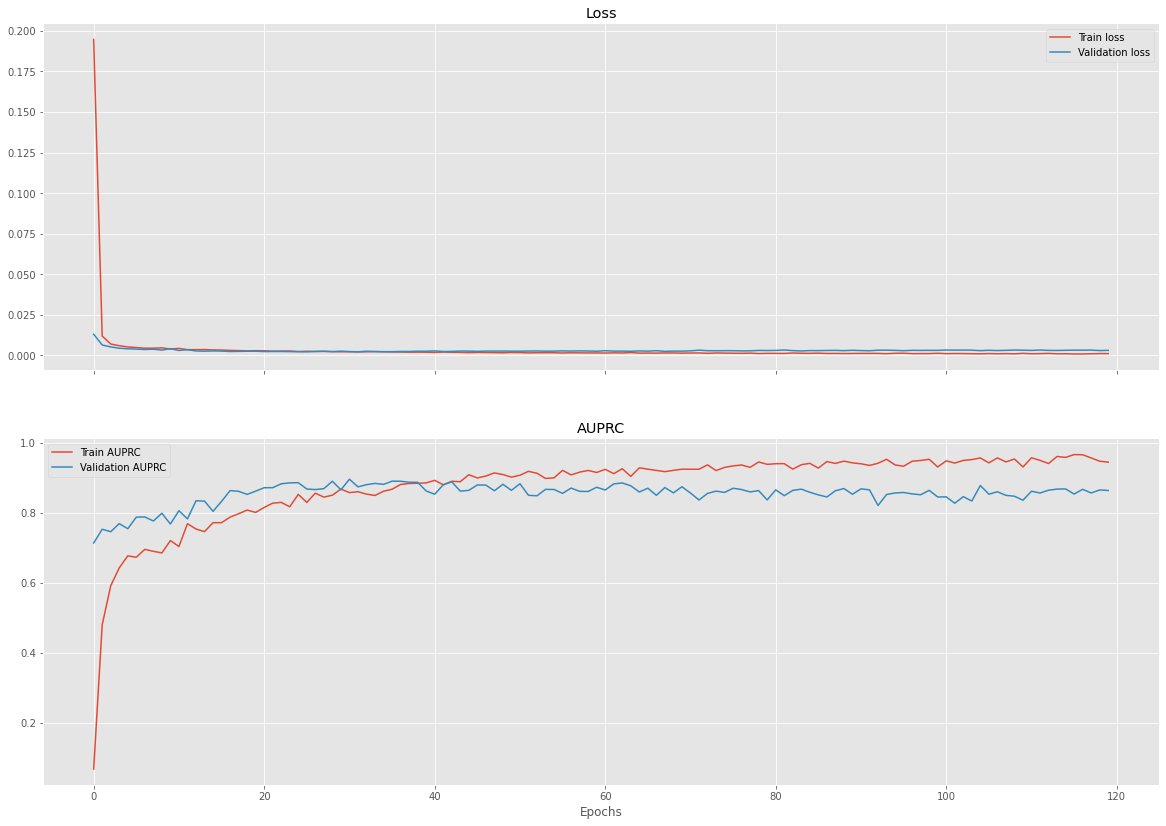 Loss
0.200
0.175
0.150
0.125
0.100
0.075
0.050
0.025
0.000
Train loss
Validation loss
AUPRC
1.0
0.8
0.6
0.4
0.2
Train AUPRC
Validation AUPRC
0 20 40 60 80 100 120
Epochs